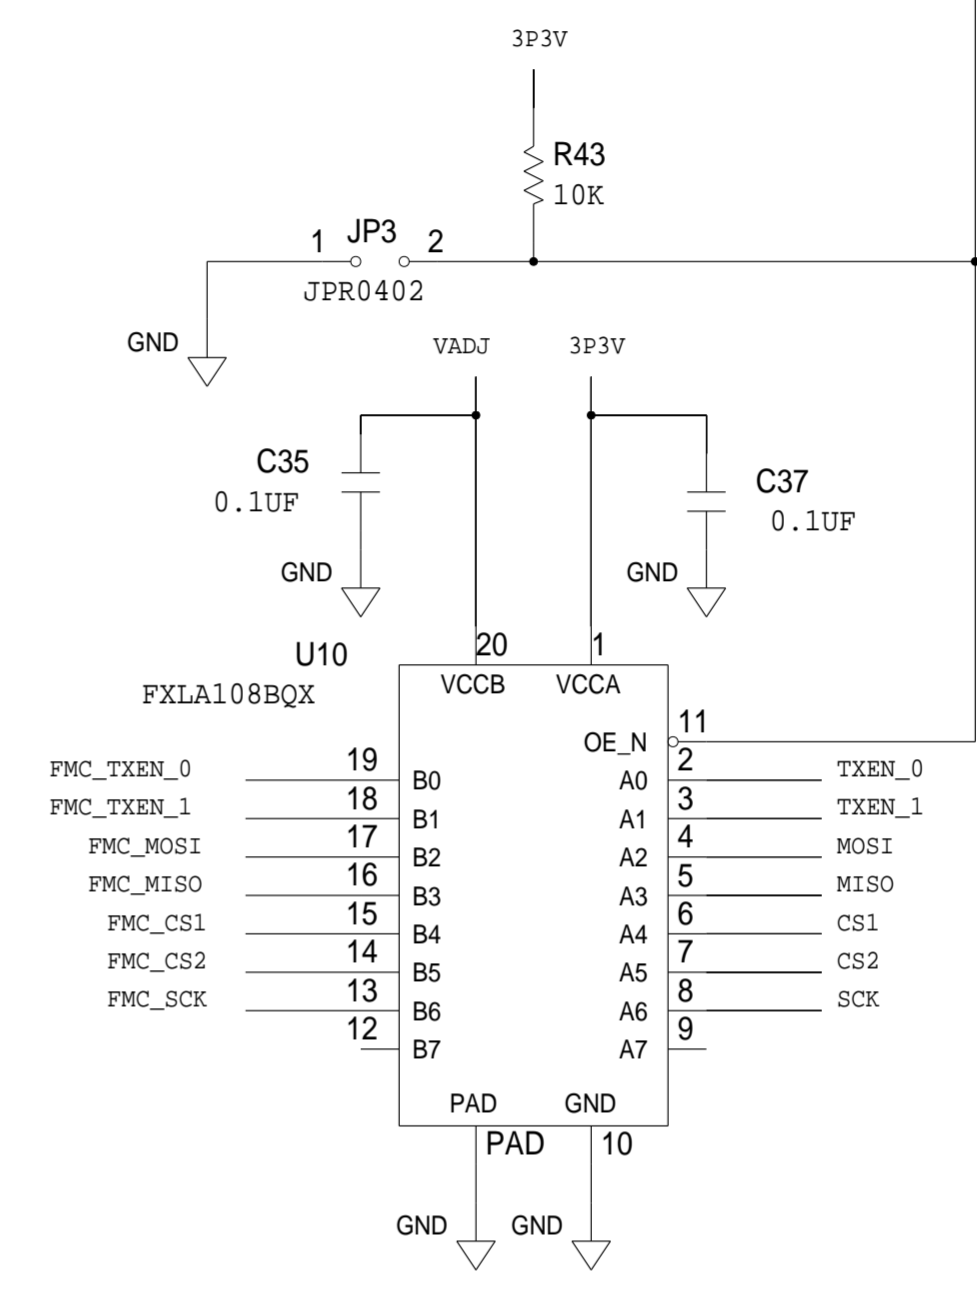 3P3V
R43
10K
1 JP3 2
JPR0402
GND
VADJ 3P3V
C35
0.1UF
C37
0.1UF
GND GND
U10
FXLA108BQX
20 1
VCCB VCCA
OE_N 11
FMC_TXEN_0 19 B0 A0 2 TXEN_0
FMC_TXEN_1 18 B1 A1 3 TXEN_1
FMC_MOSI 17 B2 A2 4 MOSI
FMC_MISO 16 B3 A3 5 MISO
FMC_CS1 15 B4 A4 6 CS1
FMC_CS2 14 B5 A5 7 CS2
FMC_SCK 13 B6 A6 8 SCK
12 B7 A7 9
PAD GND
PAD 10
GND GND